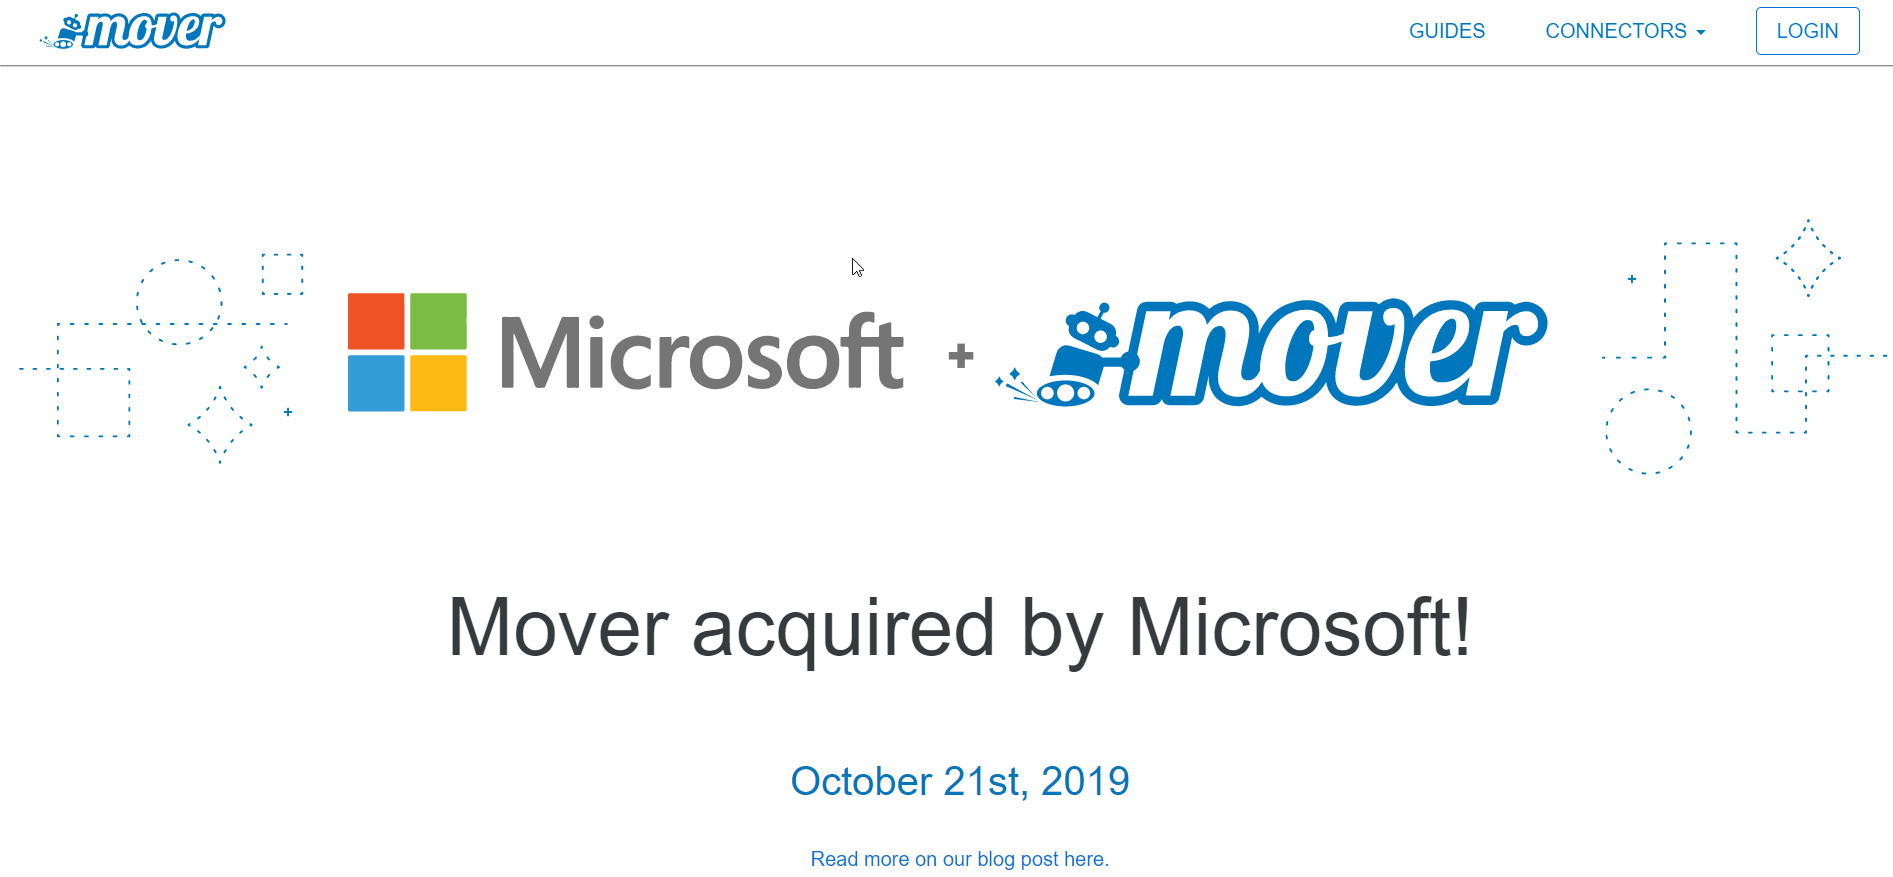 mover
GUIDES
CONNECTORS
LOGIN
Microsoft + mover
Mover acquired by Microsoft!
October 21st, 2019
Read more on our blog post here.